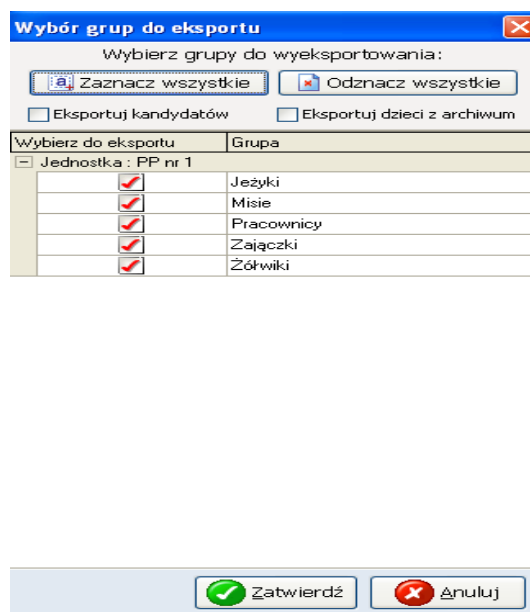 Wybór grup do eksportu
Wybierz grupy do wyeksportowania:
Zaznacz wszystkie Odznacz wszystkie
Eksportuj kandydatów Eksportuj dzieci z archiwum
Wybierz do eksportu Grupa
Jednostka : PP nr 1
Jeżyki
Misie
Pracownicy
Zajączki
Żółwiki
Zatwierdź Anuluj